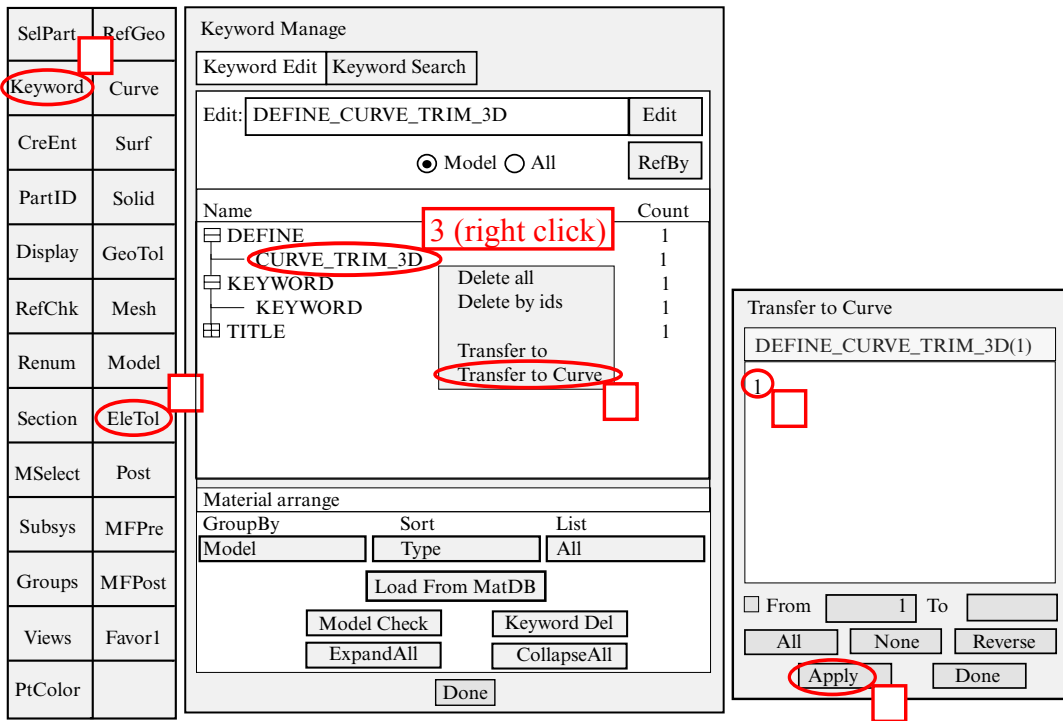 SelPart RefGeo
Keyword Curve
CreEnt Surf
PartID Solid
Display GeoTol
RefChk Mesh
Renum Model
Section EleTol
MSelect Post
Subsys MFPre
Groups MFPost
Views Favor1
PtColor
Keyword Manage
Keyword Edit Keyword Search
Edit: DEFINE_CURVE_TRIM_3D Edit
Model All RefBy
Name Count
3 (right click)
DEFINE 1
CURVE_TRIM_3D 1
KEYWORD 1
KEYWORD 1
TITLE 1
Delete all
Delete by ids
Transfer to
Transfer to Curve
Material arrange
GroupBy Sort List
Model Type All
Load From MatDB
Model Check Keyword Del
ExpandAll CollapseAll
Done
Transfer to Curve
DEFINE_CURVE_TRIM_3D(1)
1
From 1 To
All None Reverse
Apply Done